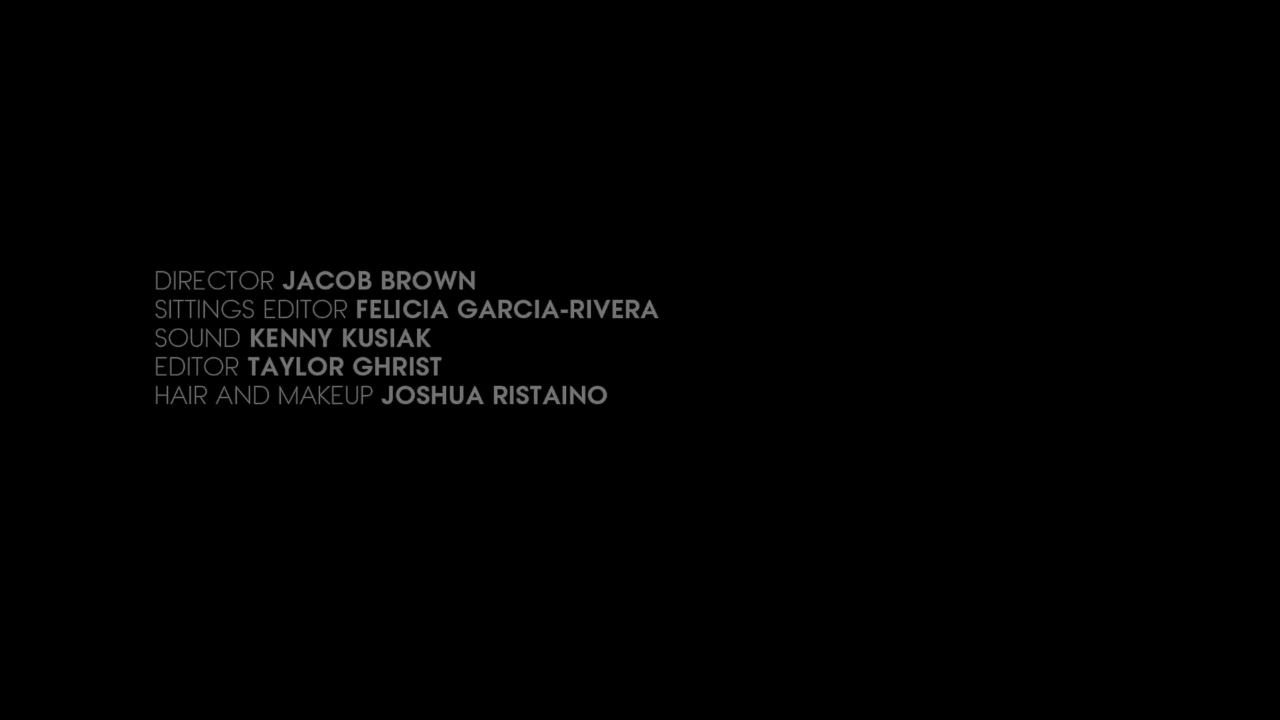 DIRECTOR JACOB BROWN
SITTINGS EDITOR FELICIA GARCIA-RIVERA
SOUND KENNY KUSIAK
EDITOR TAYLOR GHRIST
HAIR AND MAKEUP JOSHUA RISTAINO